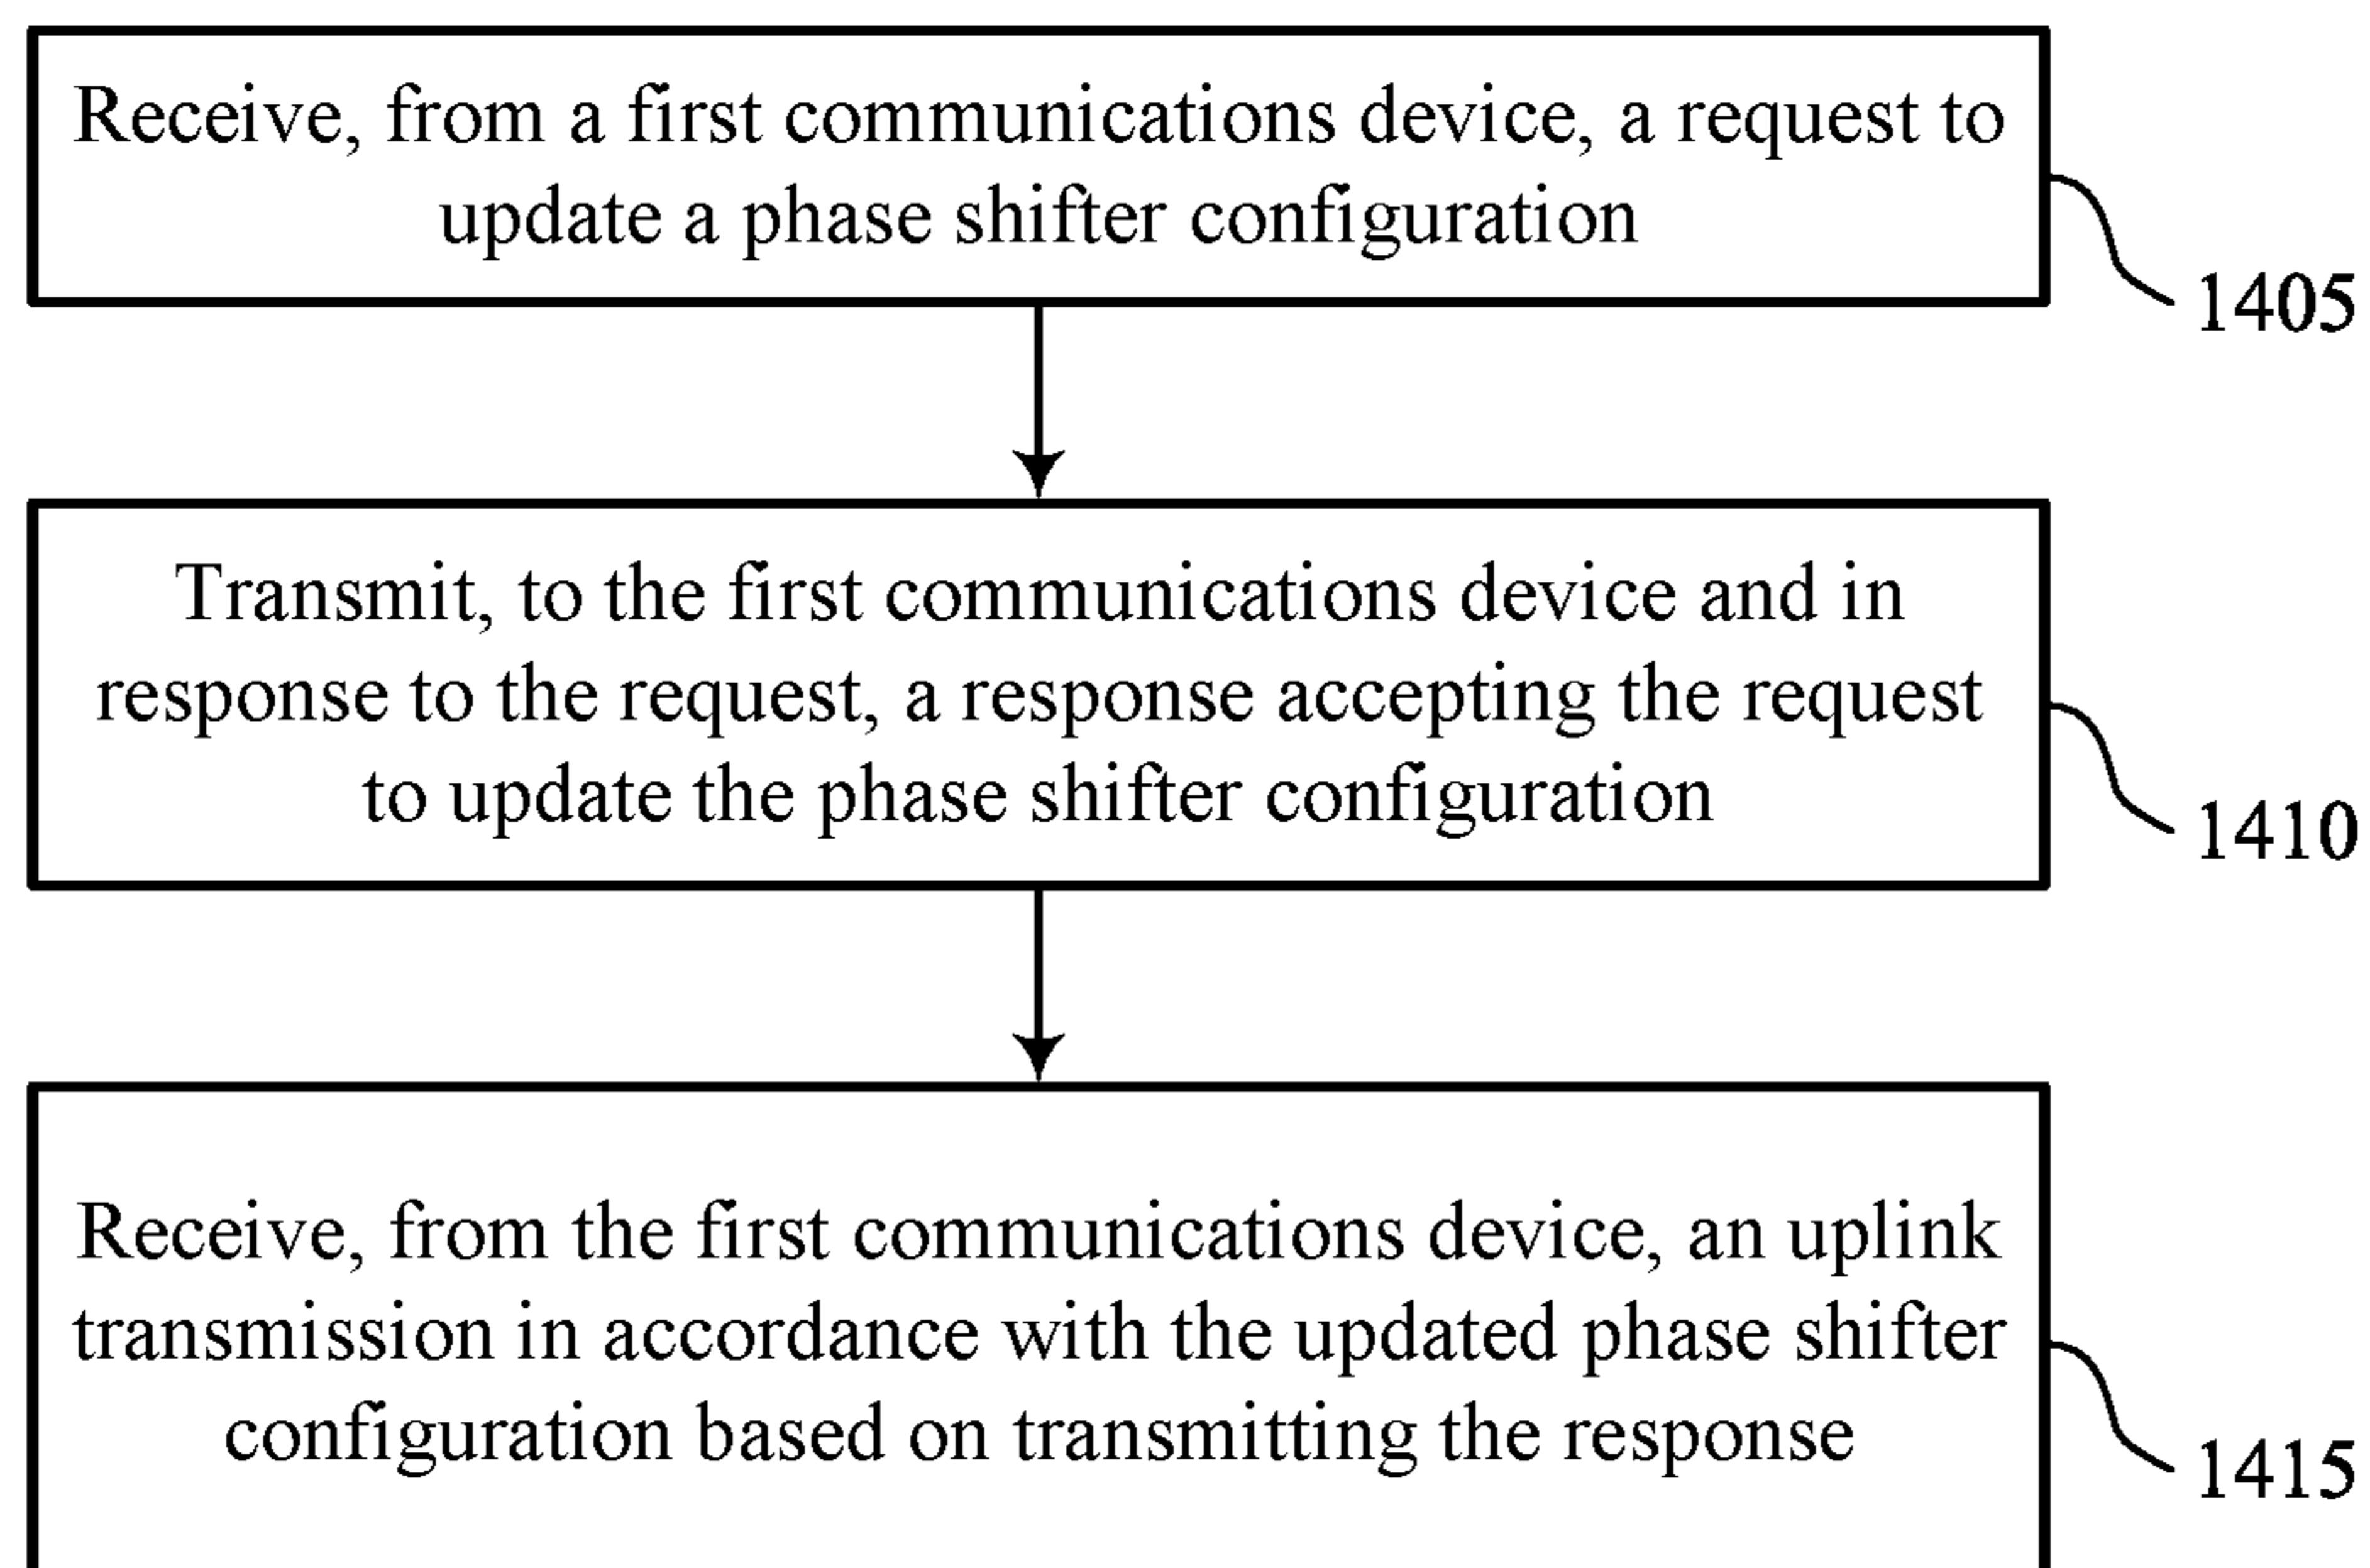 Receive, from a first communications device, a request to
update a phase shifter configuration
1405
Transmit, to the first communications device and in
response to the request, a response accepting the request
to update the phase shifter configuration
1410
Receive, from the first communications device, an uplink
transmission in accordance with the updated phase shifter
configuration based on transmitting the response
1415